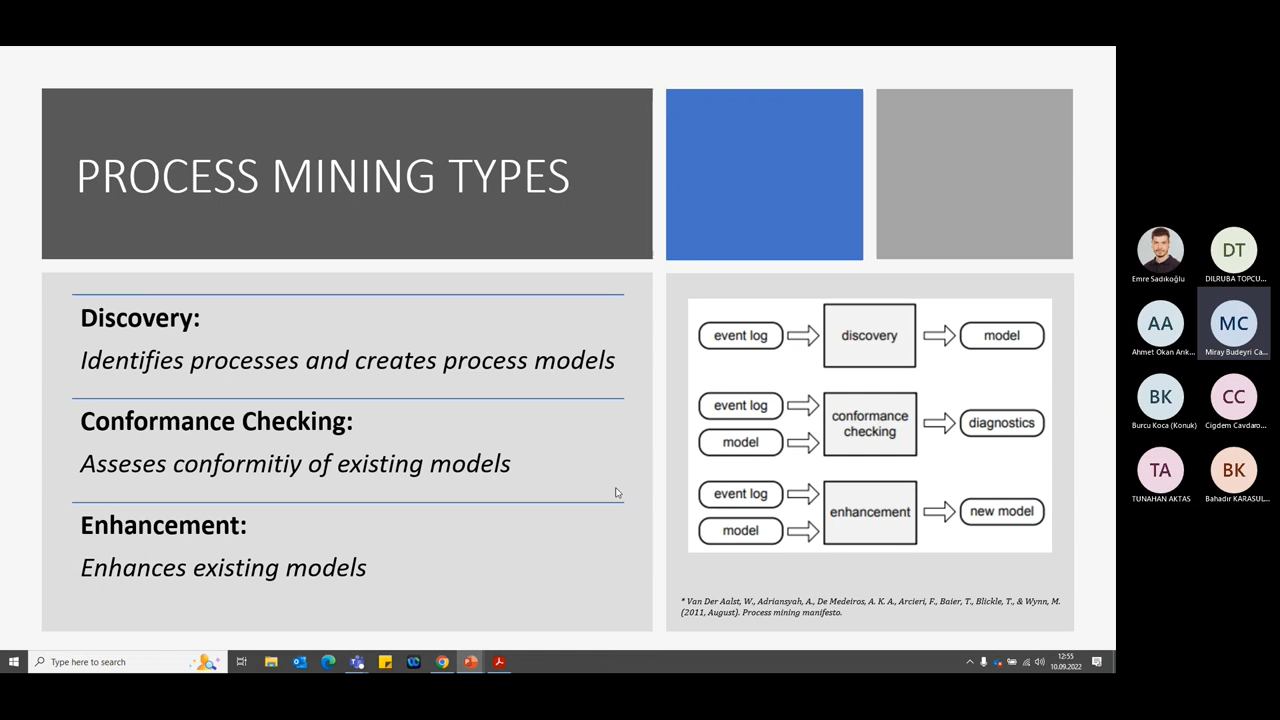 PROCESS MINING TYPES
Discovery:
Identifies processes and creates process models
Conformance Checking:
Asseses conformitiy of existing models
Enhancement:
Enhances existing models
event log
discovery
model
event log
model
conformance
checking
diagnostics
event log
model
enhancement
new model
* Van Der Aalst, W., Adriansyah, A., De Medeiros, A. K. A., Arcieri, F., Baier, T., Blickle, T., & Wynn, M.
(2011, August). Process mining manifesto.
Emre Sadıkoğlu
DT
DILRUBA TOPCU...
AA
Ahmet Okan Arık...
MC
Miray Budeyri Ca...
BK
Burcu Koca (Konuk)
CC
Cigdem Cavdaro...
TA
TUNAHAN AKTAS
BK
Bahadır KARASUL...
Type here to search
12:55
10.09.2022